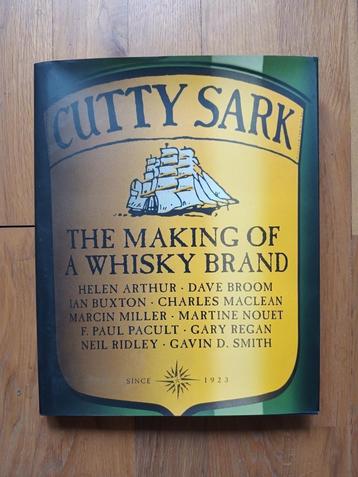 CUTTY SARK
THE MAKING OF
A WHISKY BRAND
HELEN ARTHUR · DAVE BROOM
IAN BUXTON · CHARLES MACLEAN
MARCIN MILLER · MARTINE NOUET
F. PAUL PACULT · GARY REGAN
NEIL RIDLEY · GAVIN D. SMITH
SINCE 1923